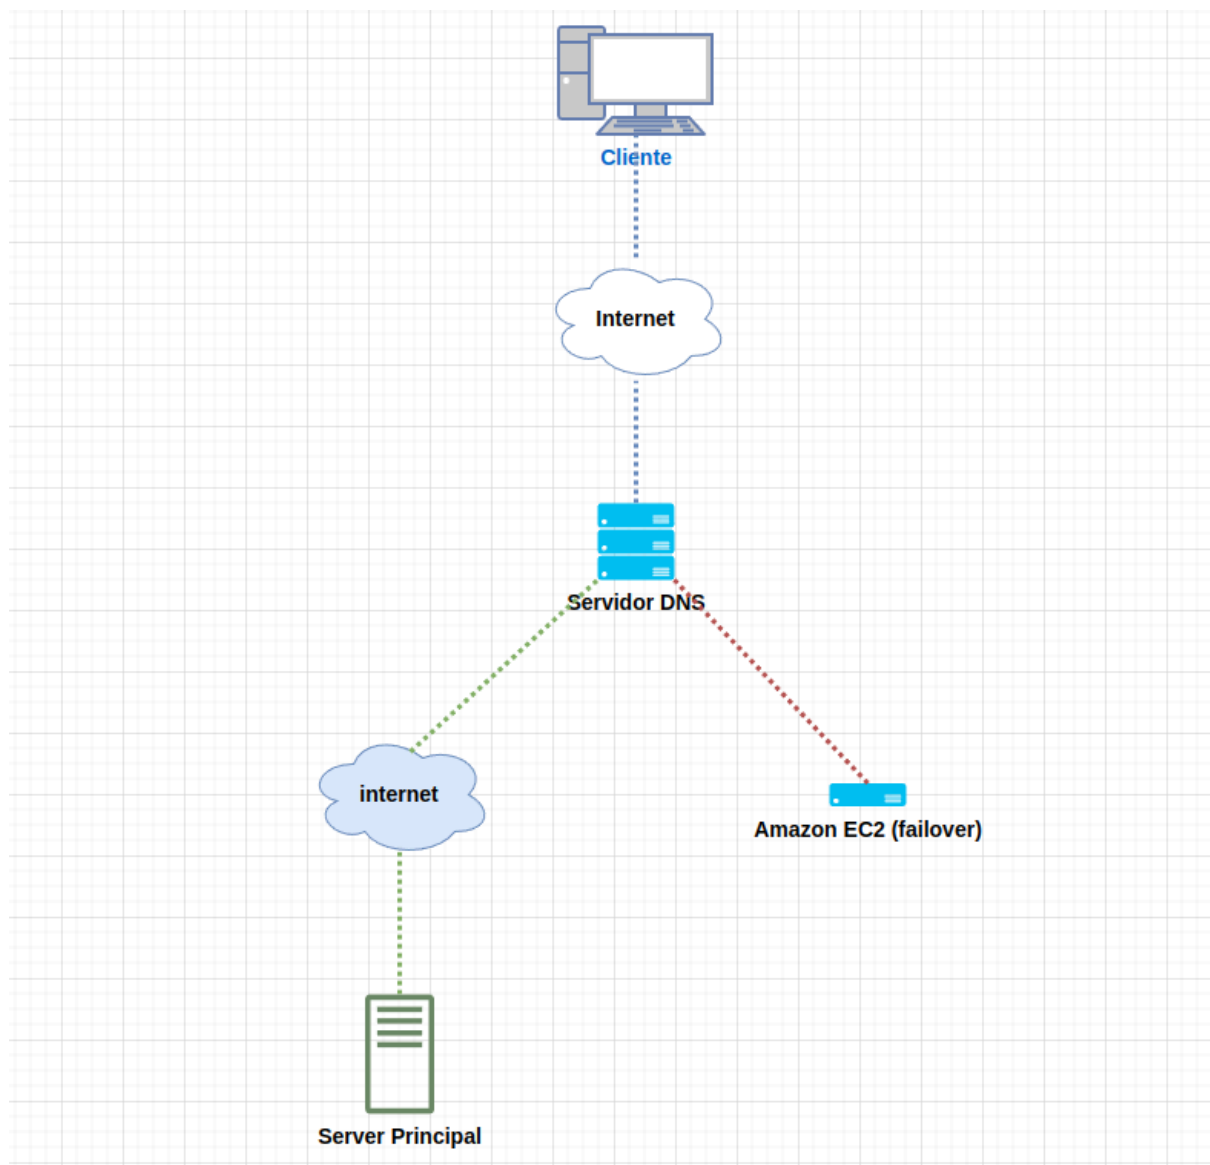 Cliente
Internet
Servidor DNS
internet
Amazon EC2 (failover)
Server Principal